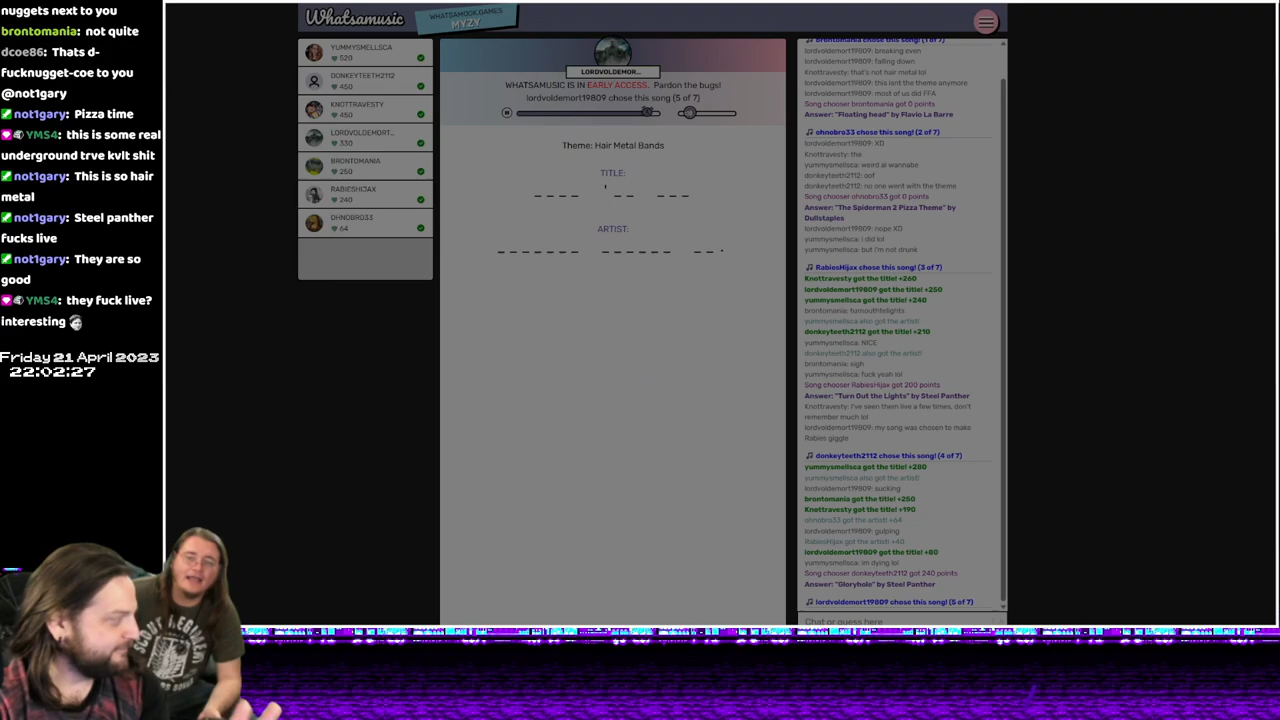 nuggets next to you
brontomania: not quite
dcoe86: Thats d-
fucknugget-coe to you
@not1gary
not1gary: Pizza time
YMS4: this is some real
underground trve kvlt shit
not1gary: This is so hair
metal
not1gary: Steel panther
fucks live
not1gary: They are so
good
YMS4: they fuck live?
interesting
Friday 21 April 2023
22:02:27
Whatsamusic
WHATSAMOOK.GAMES
MYZY
YUMMYSMELLSCA
520
DONKEYTEETH2112
450
KNOTTRAVESTY
450
LORDVOLDEMORT...
330
BRONTOMANIA
250
RABIESHIJAX
240
OHNOBRO33
64
LORDVOLDEMOR...
WHATSAMUSIC IS IN EARLY ACCESS. Pardon the bugs!
lordvoldemort19809 chose this song (5 of 7)
Theme: Hair Metal Bands
TITLE:
_ _ _ _ ' _ _ _ _ _
ARTIST:
brontomania chose this song! (1 of 7)
lordvoldemort19809: breaking even
lordvoldemort19809: falling down
Knottravesty: that's not hair metal lol
lordvoldemort19809: this isnt the theme anymore
lordvoldemort19809: most of us did FFA
Song chooser brontomania got 0 points
Answer: "Floating head" by Flavio La Barre
ohnobro33 chose this song! (2 of 7)
lordvoldemort19809: XD
Knottravesty: the
yummysmellsca: weird al wannabe
donkeyteeth2112: oof
donkeyteeth2112: no one went with the theme
Song chooser ohnobro33 got 0 points
Answer: "The Spiderman 2 Pizza Theme" by
Dullstaples
lordvoldemort19809: nope XD
yummysmellsca: i did lol
yummysmellsca: but i'm not drunk
RabiesHijax chose this song! (3 of 7)
Knottravesty got the title! +260
lordvoldemort19809 got the title! +250
yummysmellsca got the title! +240
brontomania: turnouthtelights
yummysmellsca also got the artist!
donkeyteeth2112 got the title! +210
yummysmellsca: NICE
donkeyteeth2112 also got the artist!
brontomania: sigh
yummysmellsca: fuck yeah lol
Song chooser RabiesHijax got 200 points
Answer: "Turn Out the Lights" by Steel Panther
Knottravesty: I've seen them live a few times, don't
remember much lol
lordvoldemort19809: my song was chosen to make
Rabies giggle
donkeyteeth2112 chose this song! (4 of 7)
yummysmellsca got the title! +280
yummysmellsca also got the artist!
lordvoldemort19809: sucking
brontomania got the title! +250
Knottravesty got the title! +190
ohnobro33 got the artist! +64
lordvoldemort19809: gulping
RabiesHijax got the artist! +40
lordvoldemort19809 got the title! +80
yummysmellsca: im dying lol
Song chooser donkeyteeth2112 got 240 points
Answer: "Gloryhole" by Steel Panther
lordvoldemort19809 chose this song! (5 of 7)
Chat or guess here